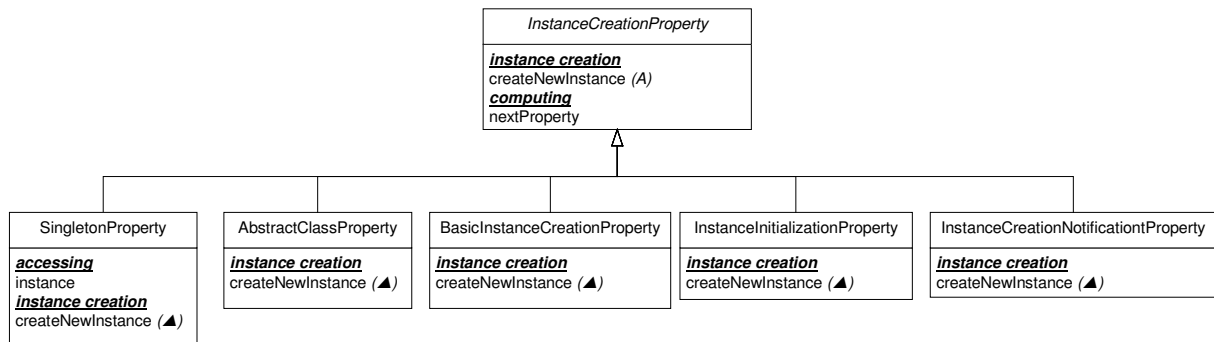 InstanceCreationProperty
instance creation
createNewInstance (A)
computing
nextProperty
SingletonProperty
accessing
instance
instance creation
createNewInstance (▲)
AbstractClassProperty
instance creation
createNewInstance (▲)
BasicInstanceCreationProperty
instance creation
createNewInstance (▲)
InstanceInitializationProperty
instance creation
createNewInstance (▲)
InstanceCreationNotificationtProperty
instance creation
createNewInstance (▲)